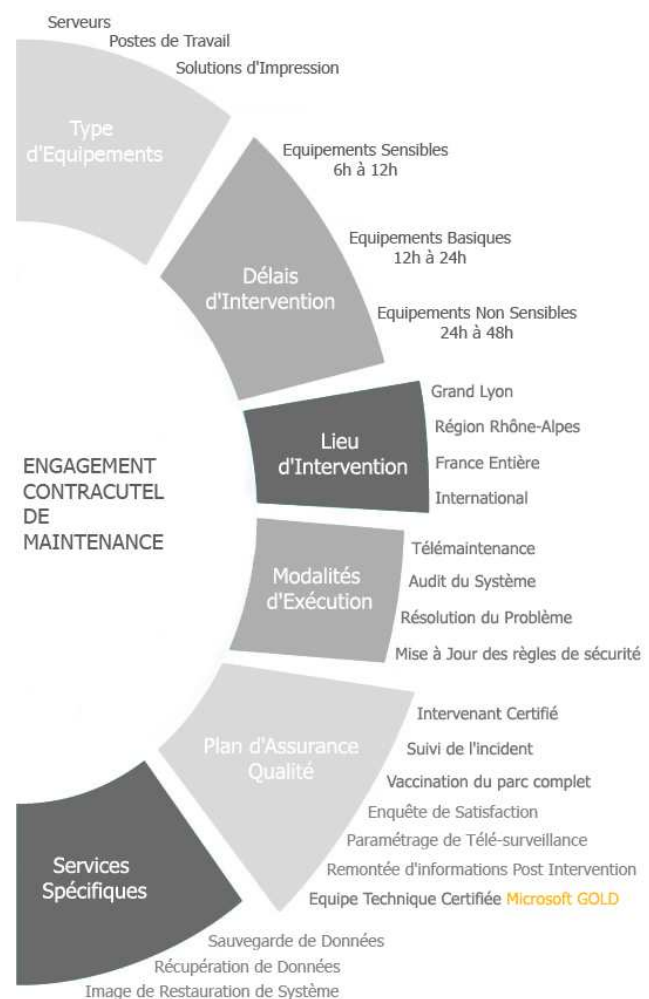 Serveurs
Postes de Travail
Solutions d'Impression
Type
d'Equipements
Equipements Sensibles
6h à 12h
Equipements Basiques
12h à 24h
Délais
d'Intervention
Equipements Non Sensibles
24h à 48h
Grand Lyon
Région Rhône-Alpes
Lieu
d'Intervention
France Entière
International
ENGAGEMENT
CONTRACUTEL
DE
MAINTENANCE
Télémaintenance
Audit du Système
Modalités
d'Exécution
Résolution du Problème
Mise à Jour des règles de sécurité
Intervenant Certifié
Suivi de l'incident
Plan d'Assurance
Qualité
Vaccination du parc complet
Enquête de Satisfaction
Paramétrage de Télé-surveillance
Remontée d'informations Post Intervention
Equipe Technique Certifiée Microsoft GOLD
Services
Spécifiques
Sauvegarde de Données
Récupération de Données
Image de Restauration de Système